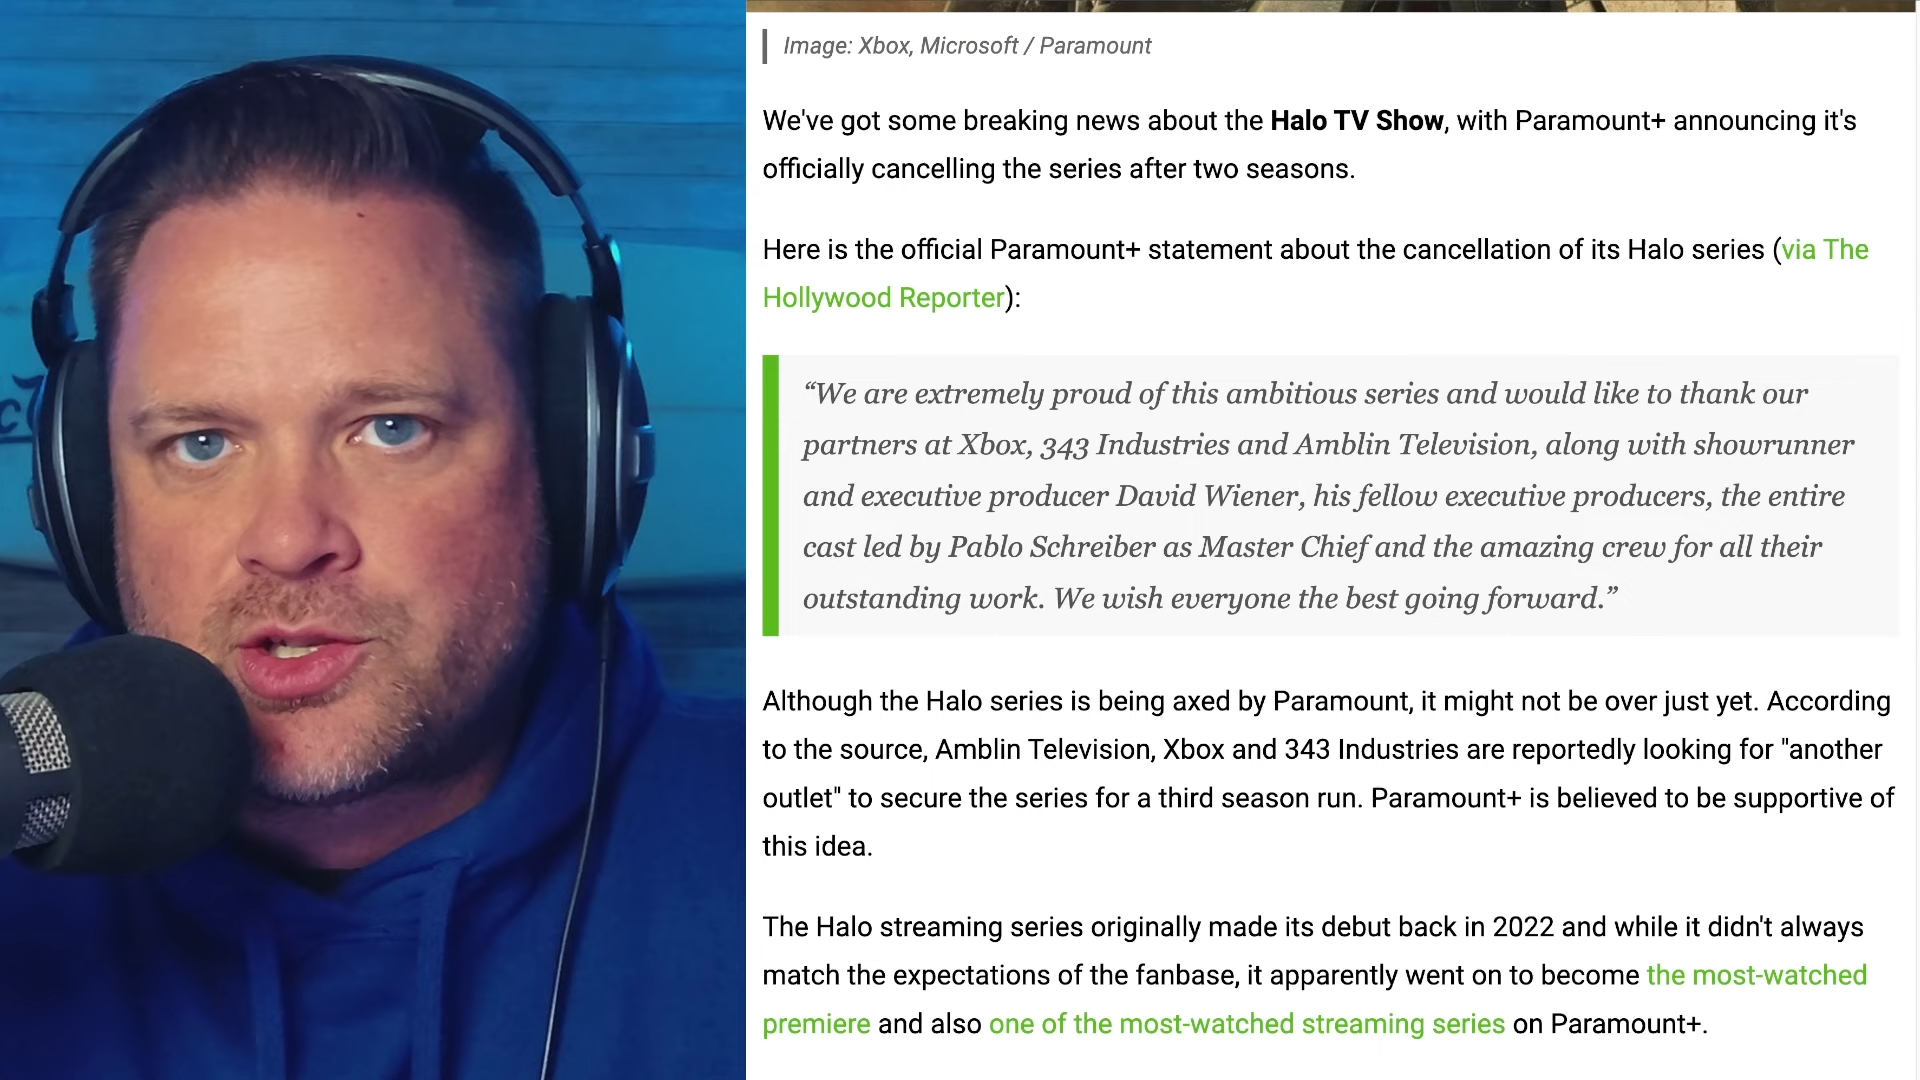 Image: Xbox, Microsoft / Paramount
We've got some breaking news about the Halo TV Show, with Paramount+ announcing it's
officially cancelling the series after two seasons.
Here is the official Paramount+ statement about the cancellation of its Halo series (via The
Hollywood Reporter):
“We are extremely proud of this ambitious series and would like to thank our
partners at Xbox, 343 Industries and Amblin Television, along with showrunner
and executive producer David Wiener, his fellow executive producers, the entire
cast led by Pablo Schreiber as Master Chief and the amazing crew for all their
outstanding work. We wish everyone the best going forward.”
Although the Halo series is being axed by Paramount, it might not be over just yet. According
to the source, Amblin Television, Xbox and 343 Industries are reportedly looking for "another
outlet" to secure the series for a third season run. Paramount+ is believed to be supportive of
this idea.
The Halo streaming series originally made its debut back in 2022 and while it didn't always
match the expectations of the fanbase, it apparently went on to become the most-watched
premiere and also one of the most-watched streaming series on Paramount+.